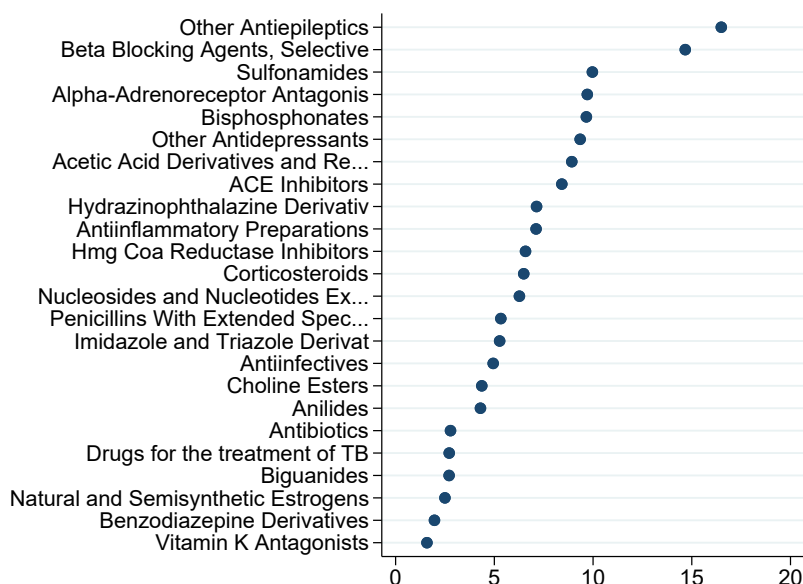 Other Antiepileptics
Beta Blocking Agents, Selective
Sulfonamides
Alpha-Adrenoreceptor Antagonis
Bisphosphonates
Other Antidepressants
Acetic Acid Derivatives and Re...
ACE Inhibitors
Hydrazinophthalazine Derivativ
Antiinflammatory Preparations
Hmg Coa Reductase Inhibitors
Corticosteroids
Nucleosides and Nucleotides Ex...
Penicillins With Extended Spec...
Imidazole and Triazole Derivat
Antiinfectives
Choline Esters
Anilides
Antibiotics
Drugs for the treatment of TB
Biguanides
Natural and Semisynthetic Estrogens
Benzodiazepine Derivatives
Vitamin K Antagonists
0 5 10 15 20